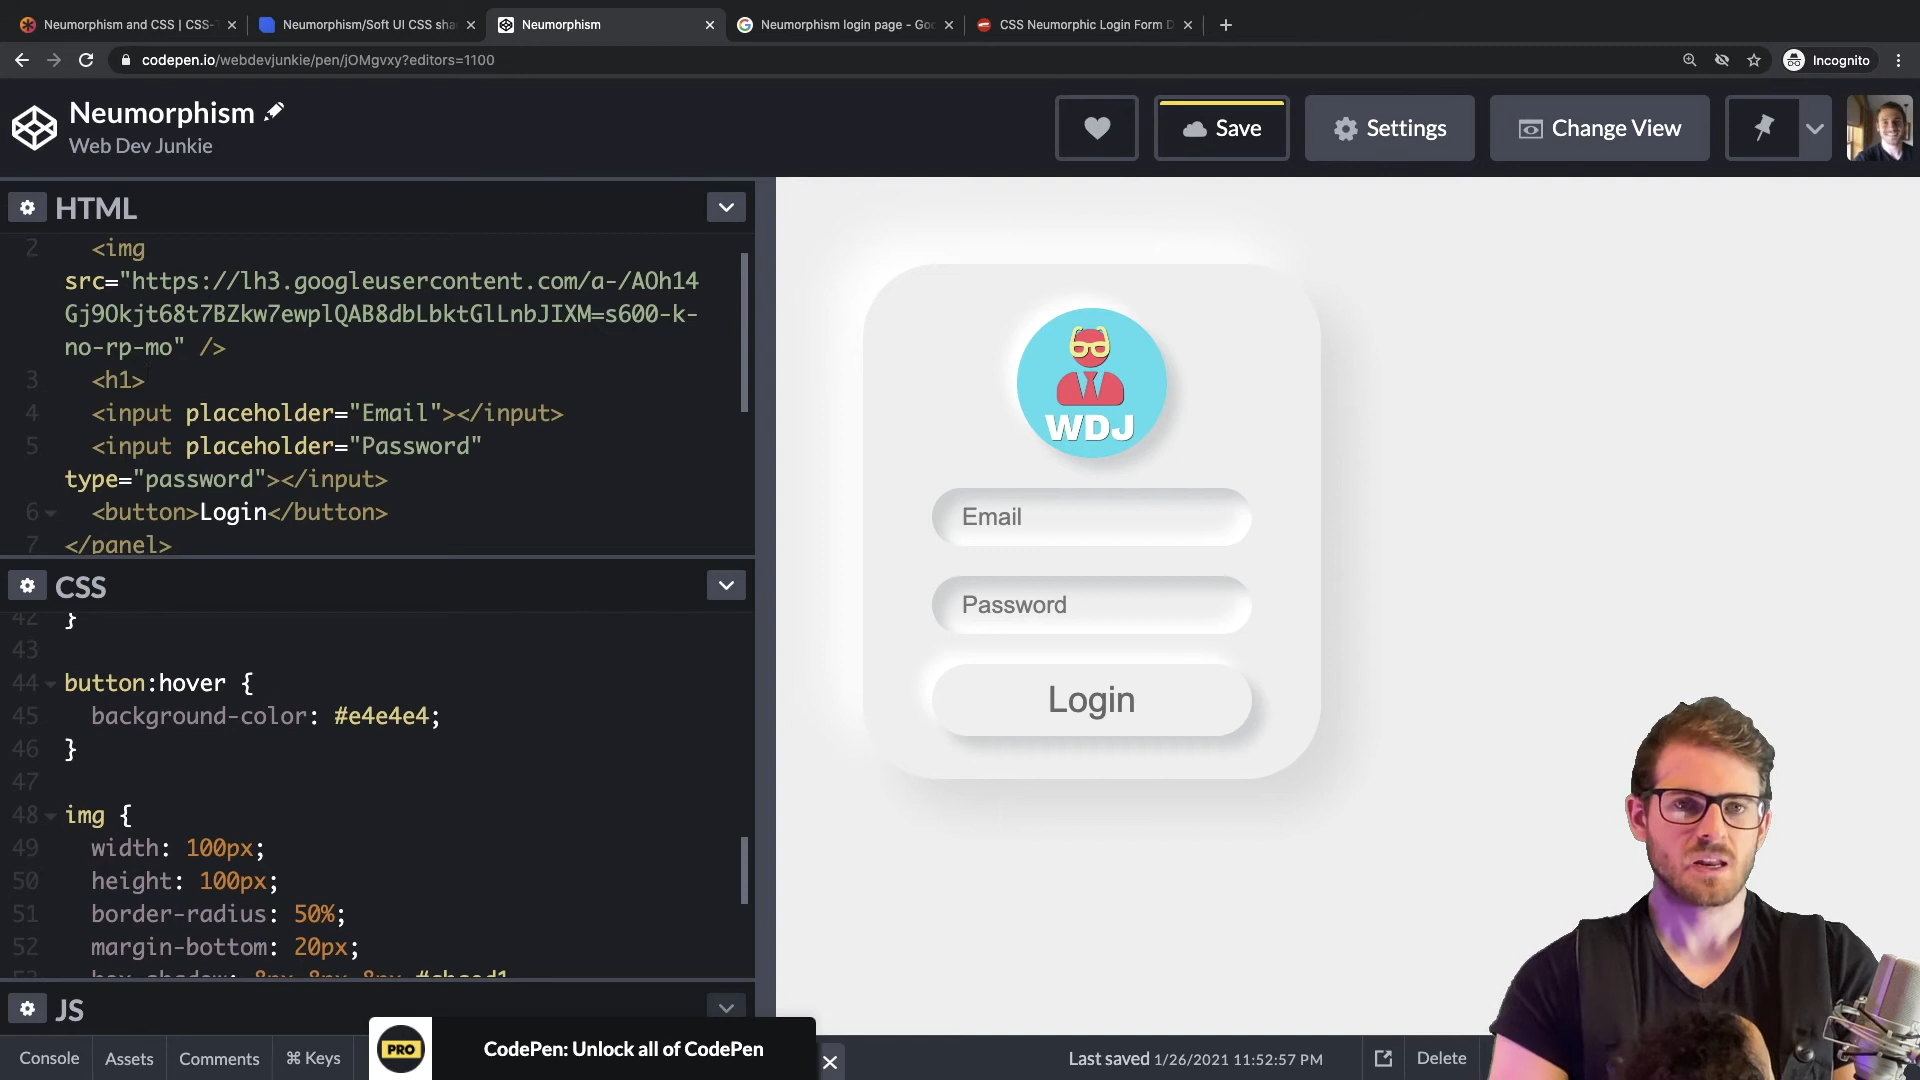 Neumorphism and CSS | CSS-
Neumorphism/Soft UI CSS sha
Neumorphism
Neumorphism login page - Goo
CSS Neumorphic Login Form D
codepen.io/webdevjunkie/pen/jOMgvxy?editors=1100
Incognito
Neumorphism
Web Dev Junkie
Save
Settings
Change View
HTML
2 <img
src="https://lh3.googleusercontent.com/a-/AOh14
Gj9Okjt68t7BZkw7ewplQAB8dbLbktGlLnbJIXM=s600-k-
no-rp-mo" />
3 <h1>
4 <input placeholder="Email"></input>
5 <input placeholder="Password"
type="password"></input>
6 <button>Login</button>
7 </panel>
CSS
42 }
43
44 button:hover {
45 background-color: #e4e4e4;
46 }
47
48 img {
49 width: 100px;
50 height: 100px;
51 border-radius: 50%;
52 margin-bottom: 20px;
JS
Console
Assets
Comments
⌘ Keys
PRO
CodePen: Unlock all of CodePen
Last saved 1/26/2021 11:52:57 PM
Delete
WDJ
Email
Password
Login